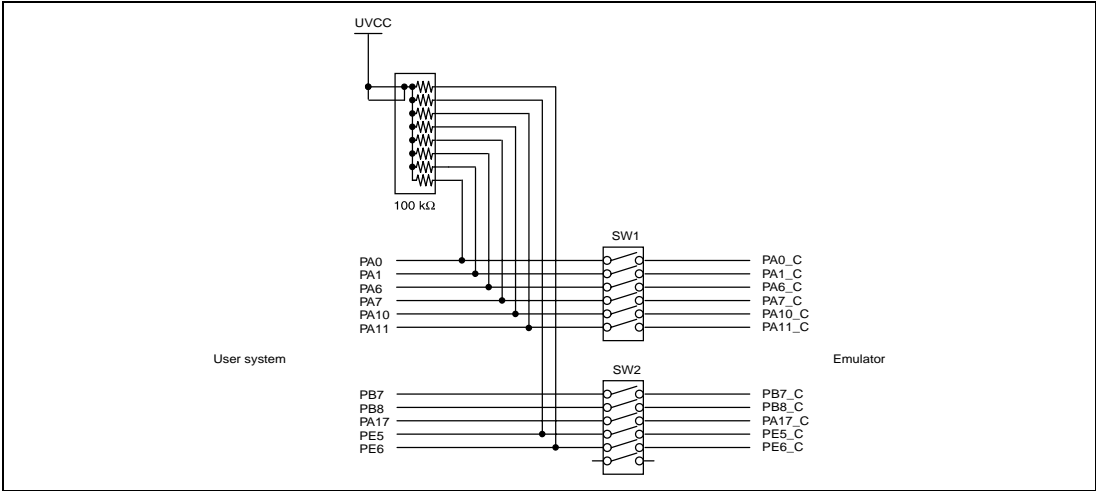 UVCC
100 kΩ
SW1
PA0 PA0_C
PA1 PA1_C
PA6 PA6_C
PA7 PA7_C
PA10 PA10_C
PA11 PA11_C
User system Emulator
SW2
PB7 PB7_C
PB8 PB8_C
PA17 PA17_C
PE5 PE5_C
PE6 PE6_C